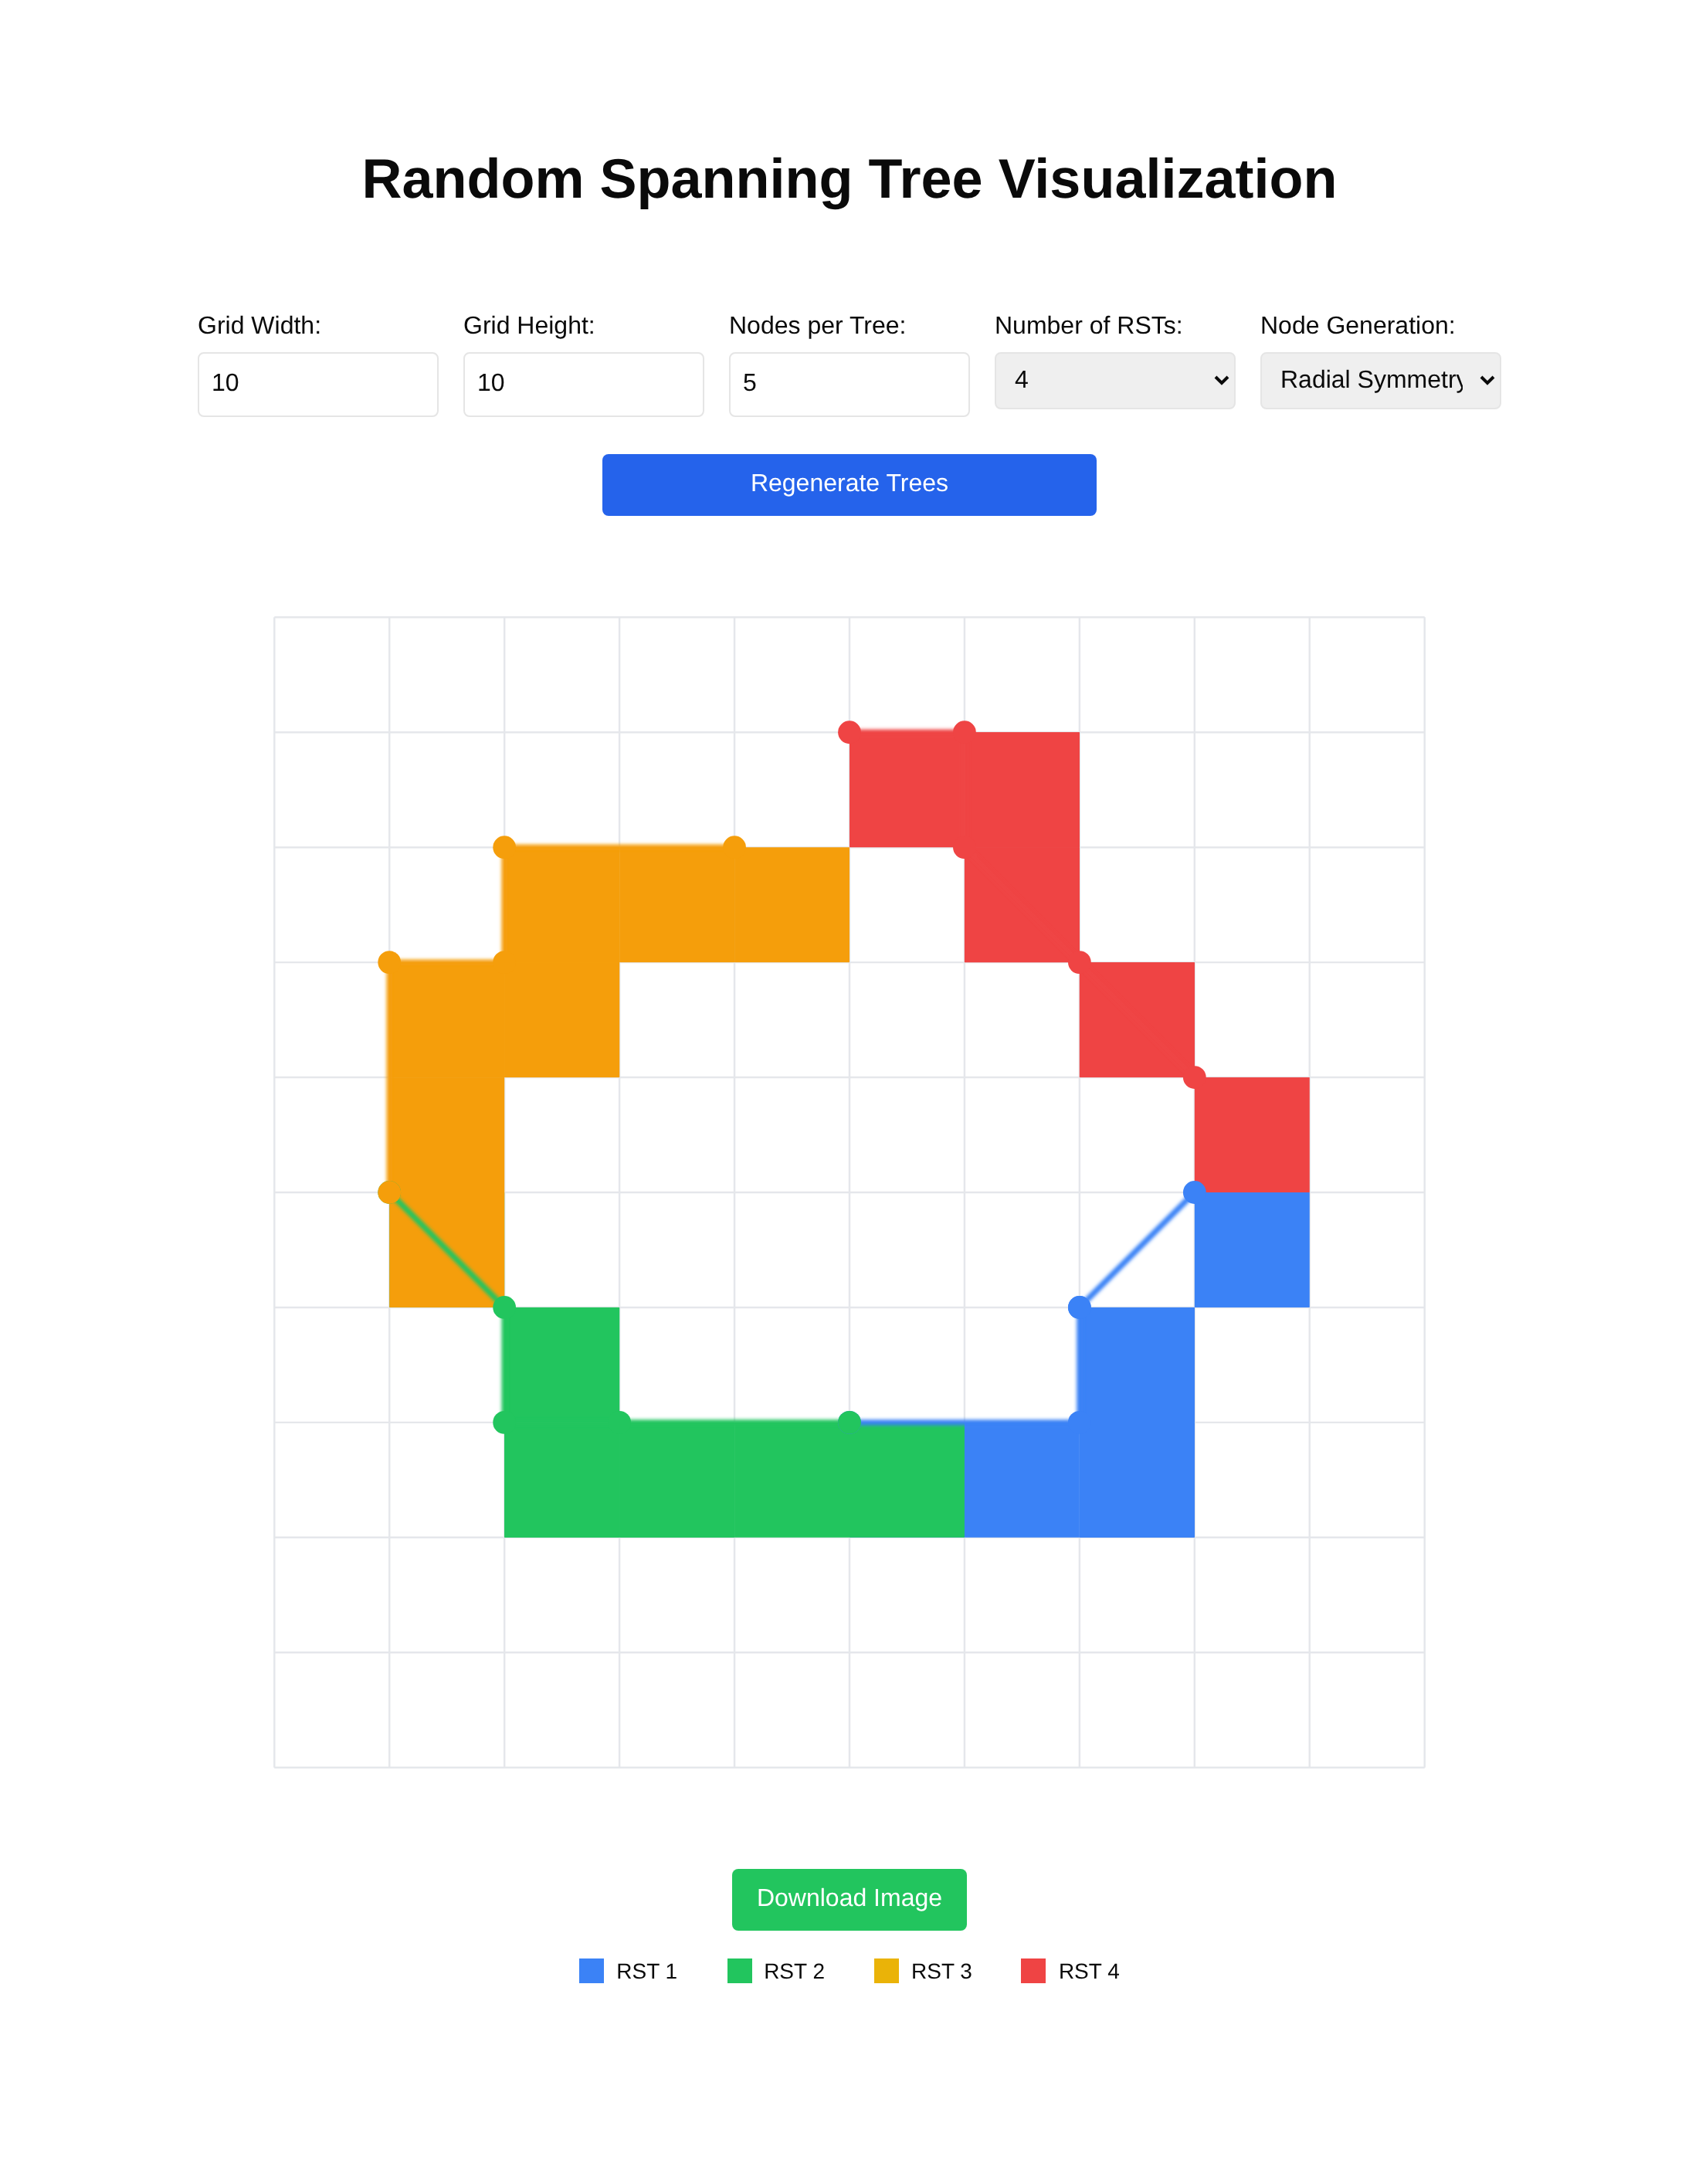 Random Spanning Tree Visualization
Grid Width: Grid Height: Nodes per Tree: Number of RSTs: Node Generation:
10 10 5 4 Radial Symmetry
Regenerate Trees
Download Image
RST 1 RST 2 RST 3 RST 4